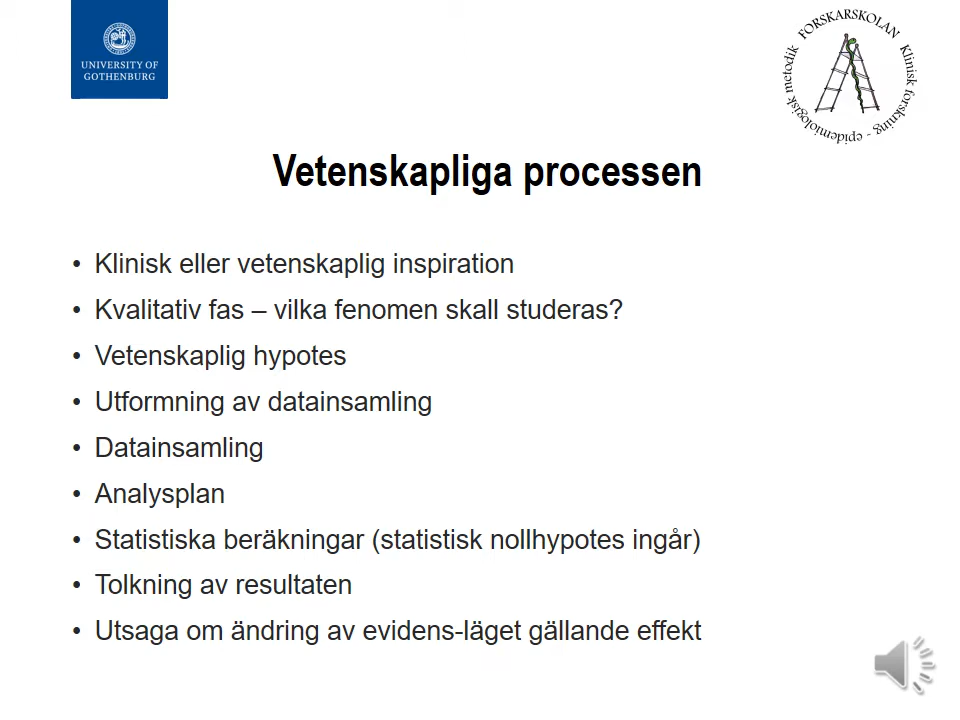 UNIVERSITY OF
GOTHENBURG
FORSKARSKOLAN
Klinisk forskning - epidemiologisk metodik
Vetenskapliga processen
• Klinisk eller vetenskaplig inspiration
• Kvalitativ fas – vilka fenomen skall studeras?
• Vetenskaplig hypotes
• Utformning av datainsamling
• Datainsamling
• Analysplan
• Statistiska beräkningar (statistisk nollhypotes ingår)
• Tolkning av resultaten
• Utsaga om ändring av evidens-läget gällande effekt